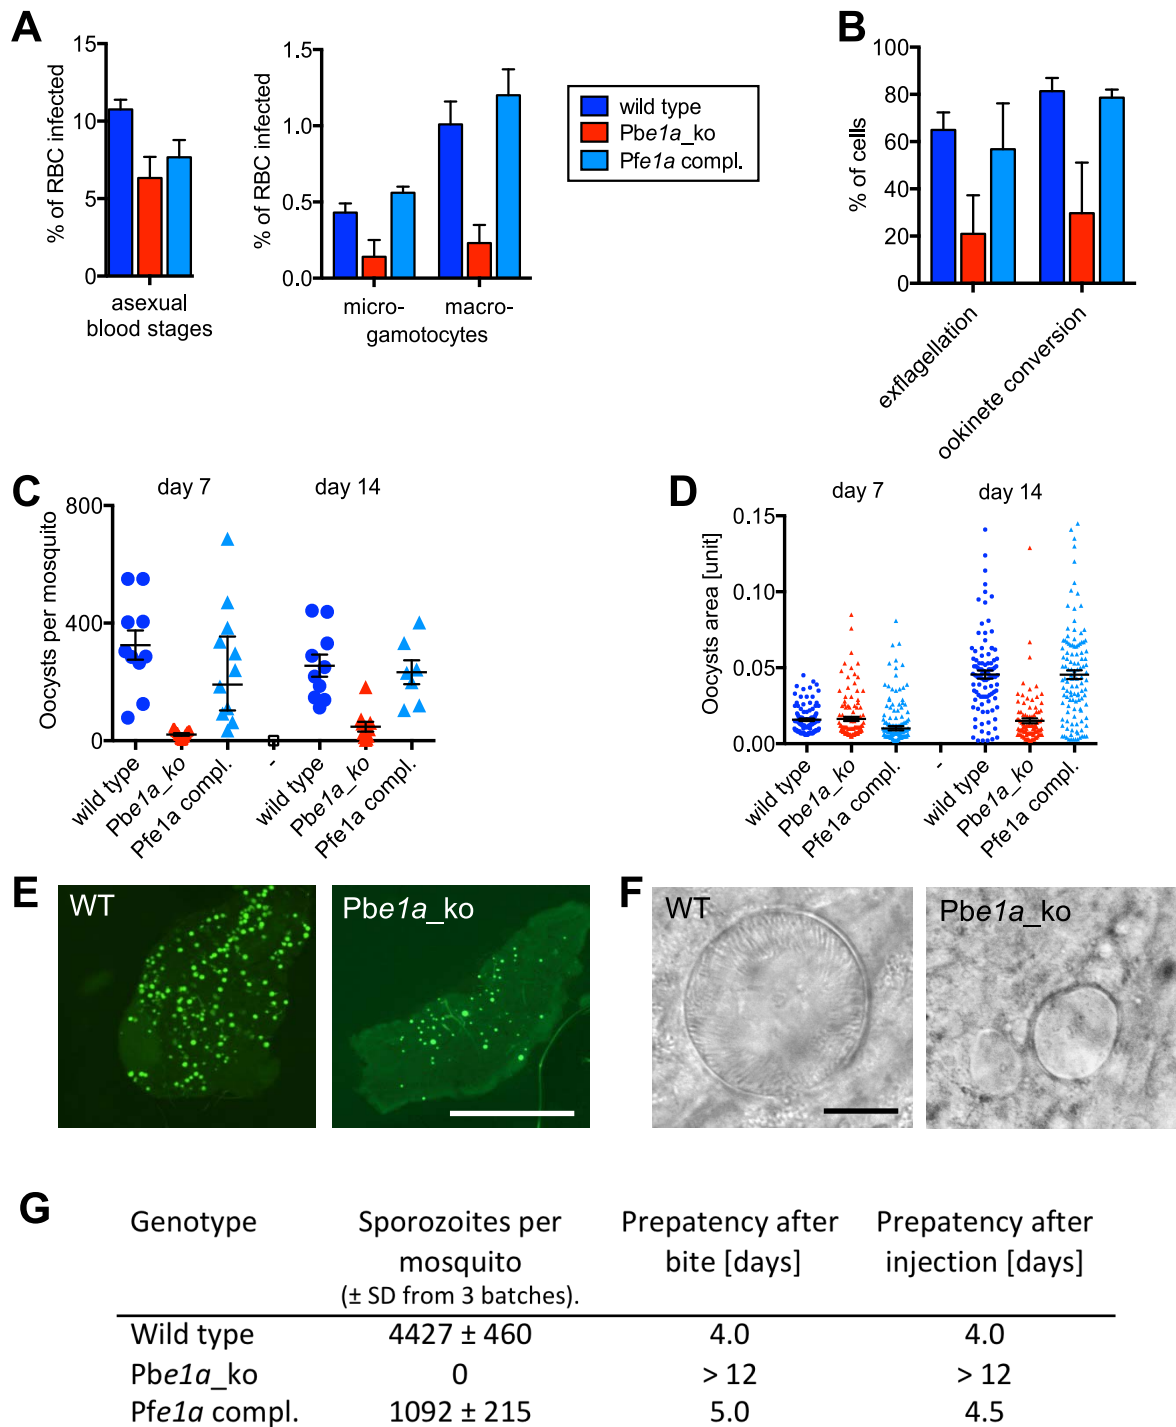 A
15
10
5
0
% of RBC infected
asexual
blood stages
1.5
1.0
0.5
0.0
% of RBC infected
micro-
macro-
gamotocytes
wild type
Pbe1a_ko
Pfe1a compl.
B
100
80
60
40
20
0
% of cells
exflagellation
ookinete conversion
C
day 7
day 14
800
400
0
Oocysts per mosquito
wild type
Pbe1a_ko
Pfe1a compl.
-
wild type
Pbe1a_ko
Pfe1a compl.
D
day 7
day 14
0.15
0.10
0.05
0.00
Oocysts area [unit]
wild type
Pbe1a_ko
Pfe1a compl.
-
wild type
Pbe1a_ko
Pfe1a compl.
E
WT
Pbe1a_ko
F
WT
Pbe1a_ko
G
Genotype
Sporozoites per
mosquito
(± SD from 3 batches).
Prepatency after
bite [days]
Prepatency after
injection [days]
Wild type 4427 ± 460 4.0 4.0
Pbe1a_ko 0 > 12 > 12
Pfe1a compl. 1092 ± 215 5.0 4.5